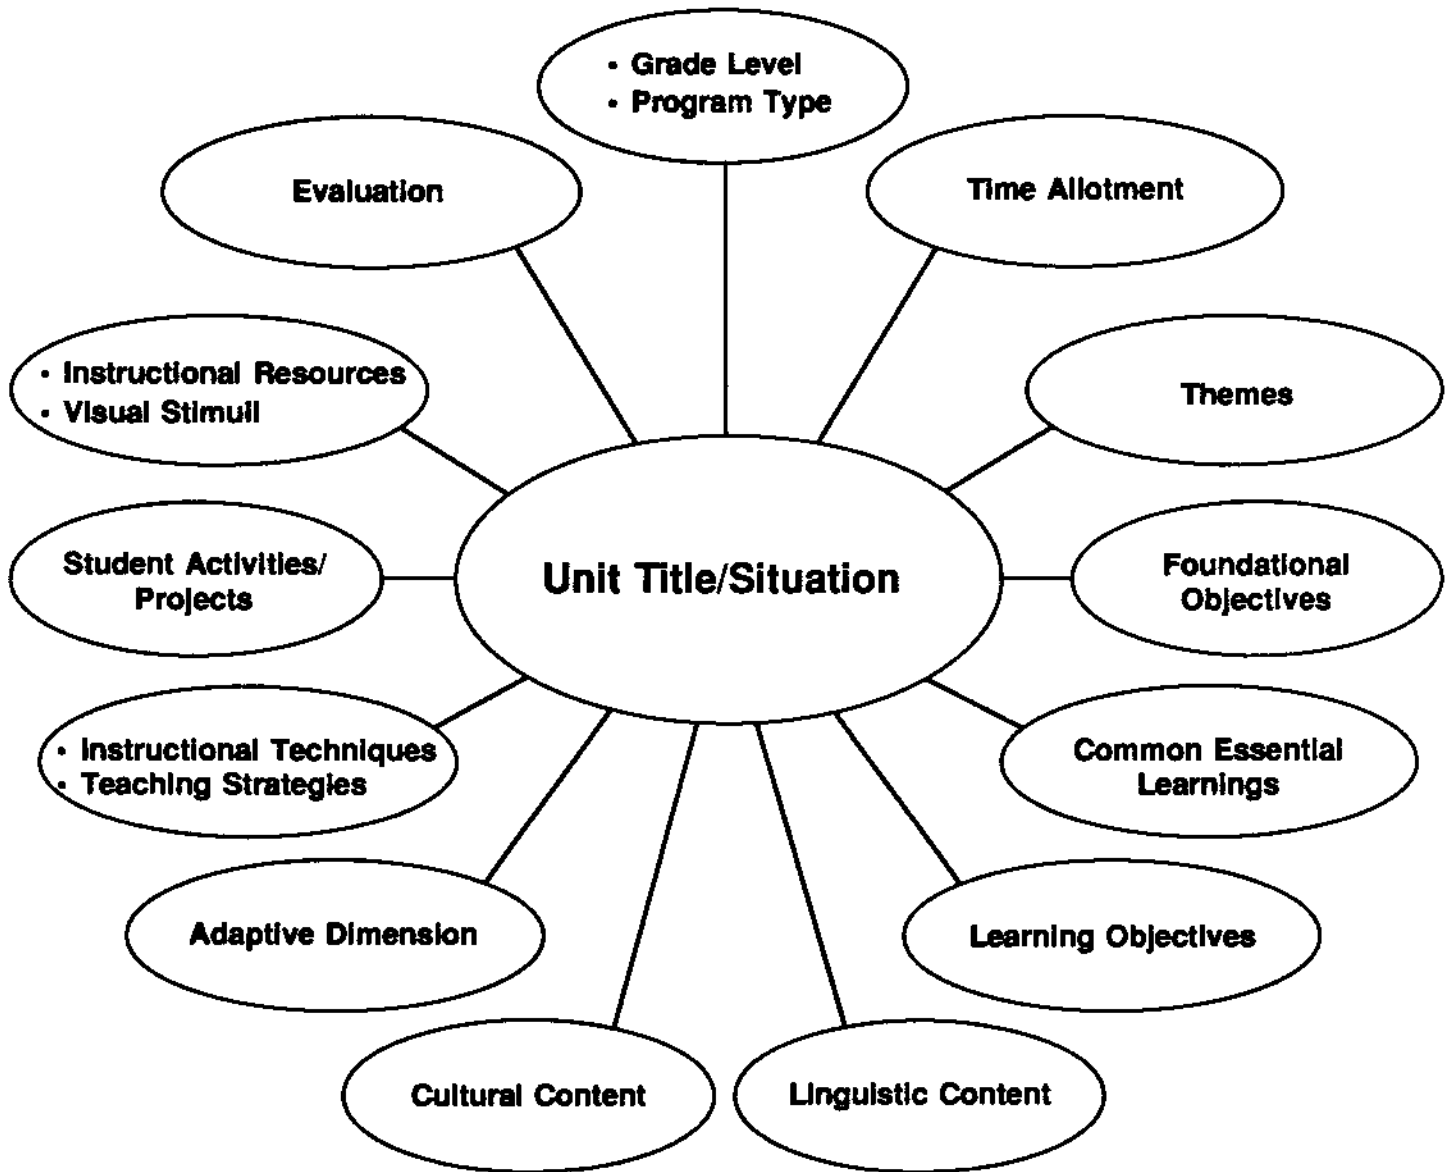 · Grade Level
· Program Type
Evaluation
Time Allotment
· Instructional Resources
· Visual Stimuli
Themes
Student Activities/
Projects
Unit Title/Situation
Foundational
Objectives
· Instructional Techniques
· Teaching Strategies
Common Essential
Learnings
Adaptive Dimension
Learning Objectives
Cultural Content
Linguistic Content